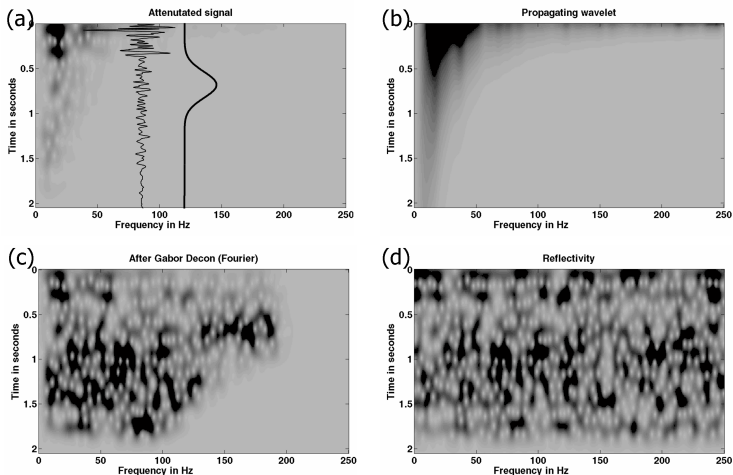 (a)
Attenutated signal
0
0.5
1
1.5
2
Time in seconds
0 50 100 150 200 250
Frequency in Hz
(b)
Propagating wavelet
0
0.5
1
1.5
2
Time in seconds
0 50 100 150 200 250
Frequency in Hz
(c)
After Gabor Decon (Fourier)
0
0.5
1
1.5
2
Time in seconds
0 50 100 150 200 250
Frequency in Hz
(d)
Reflectivity
0
0.5
1
1.5
2
Time in seconds
0 50 100 150 200 250
Frequency in Hz